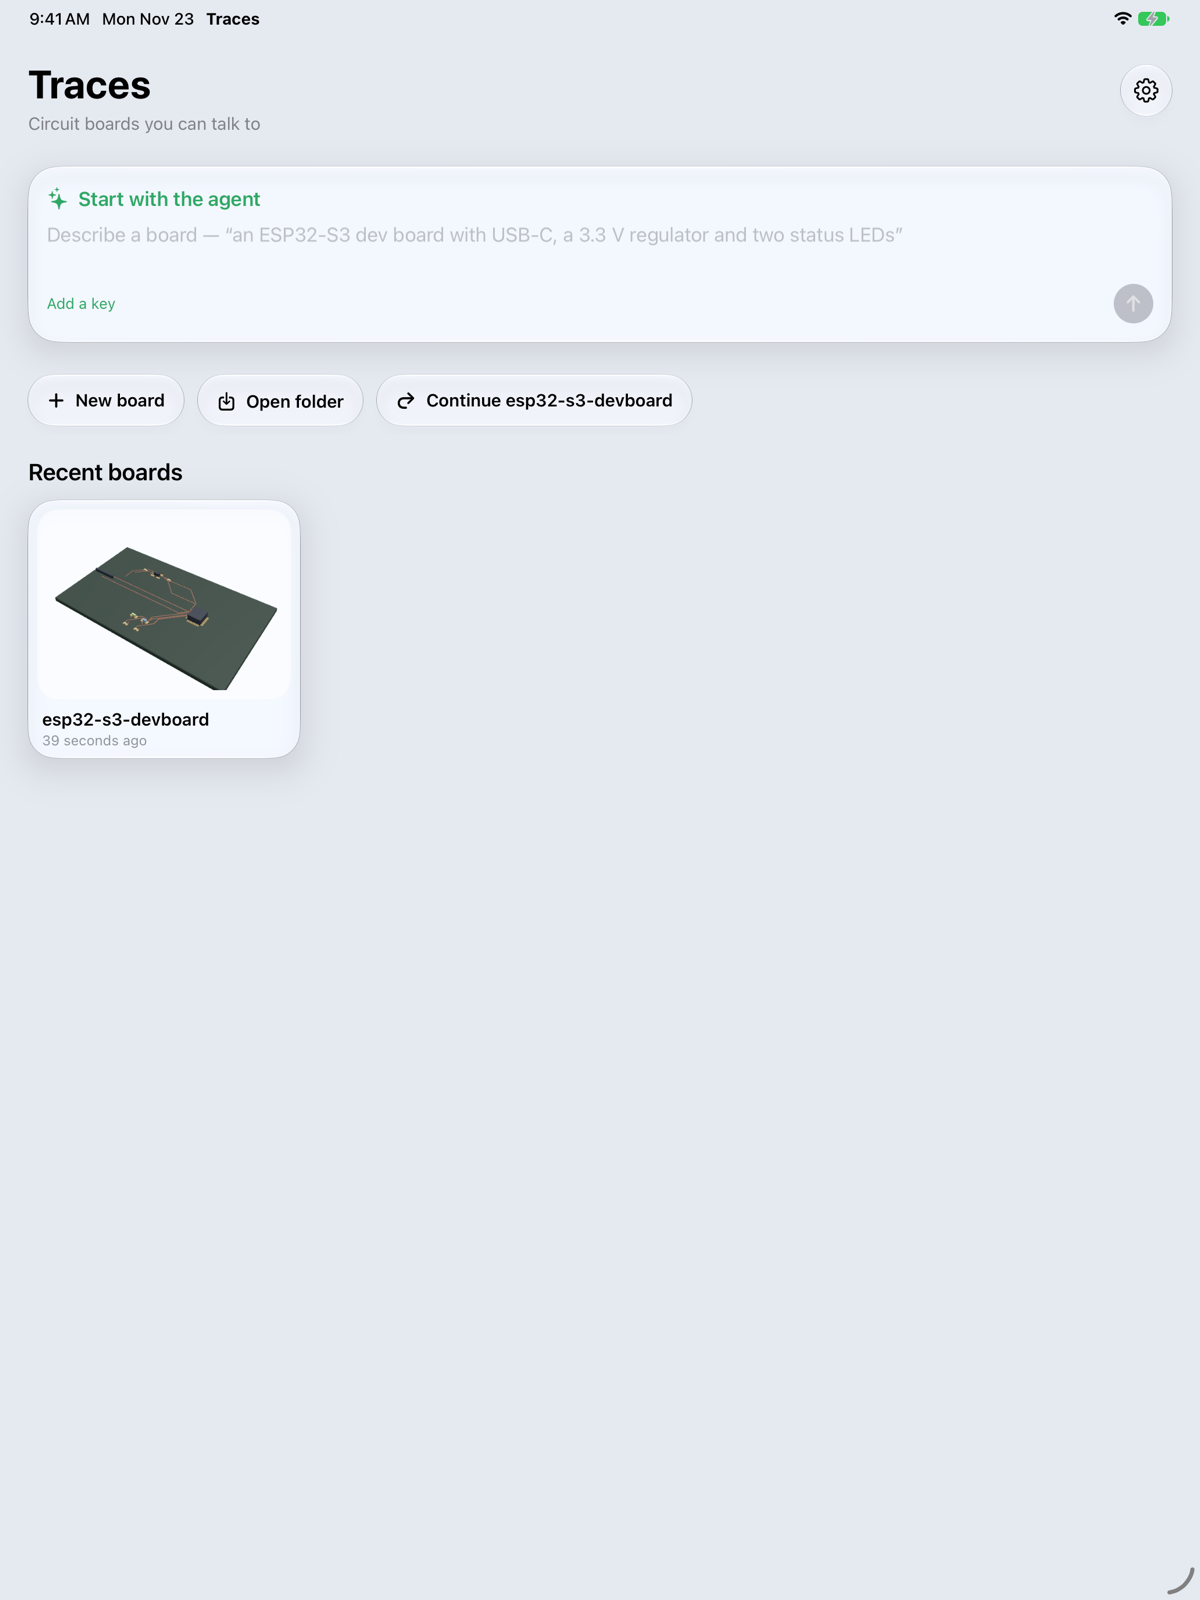 9:41 AM Mon Nov 23 Traces
Traces
Circuit boards you can talk to
Start with the agent
Describe a board — “an ESP32-S3 dev board with USB-C, a 3.3 V regulator and two status LEDs”
Add a key
New board
Open folder
Continue esp32-s3-devboard
Recent boards
esp32-s3-devboard
39 seconds ago